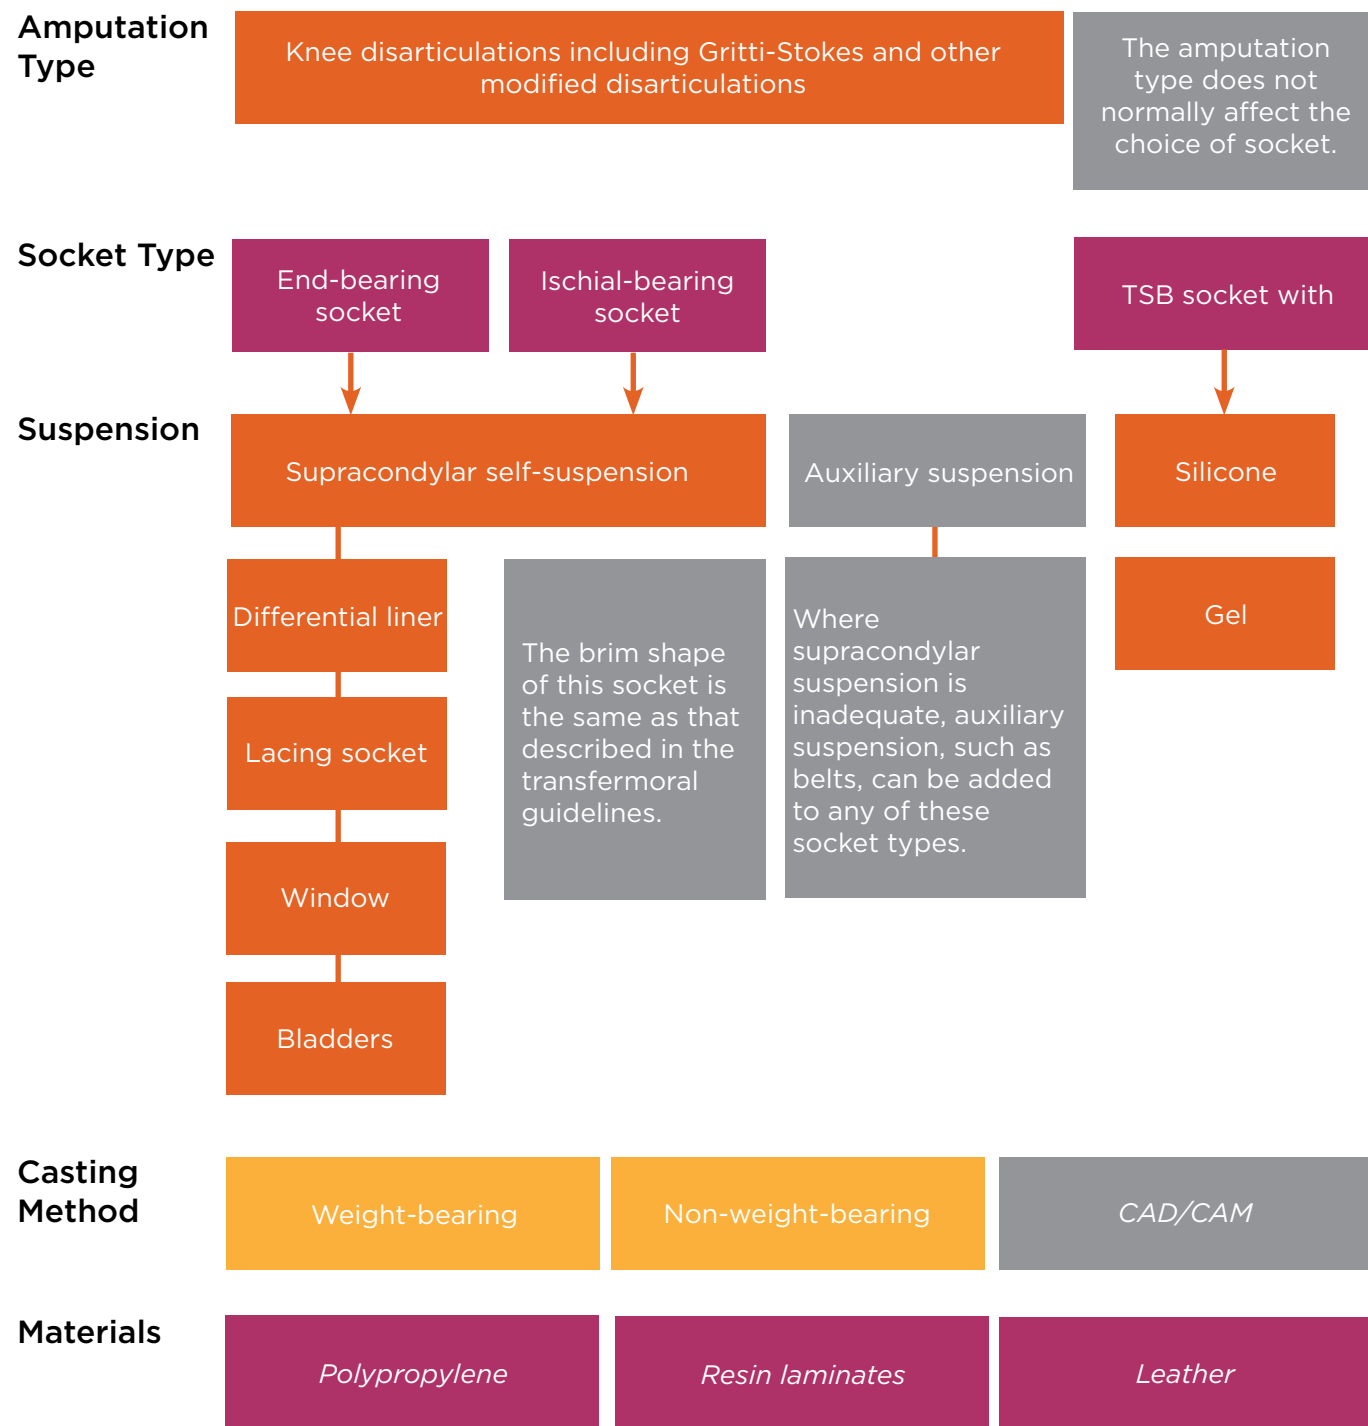 Amputation
Type
Knee disarticulations including Gritti-Stokes and other
modified disarticulations
The amputation
type does not
normally affect the
choice of socket.
Socket Type
End-bearing
socket
Ischial-bearing
socket
TSB socket with
Suspension
Supracondylar self-suspension
Auxiliary suspension
Silicone
Differential liner
Lacing socket
Window
Bladders
The brim shape
of this socket is
the same as that
described in the
transfermoral
guidelines.
Where
supracondylar
suspension is
inadequate, auxiliary
suspension, such as
belts, can be added
to any of these
socket types.
Gel
Casting
Method
Weight-bearing
Non-weight-bearing
CAD/CAM
Materials
Polypropylene
Resin laminates
Leather